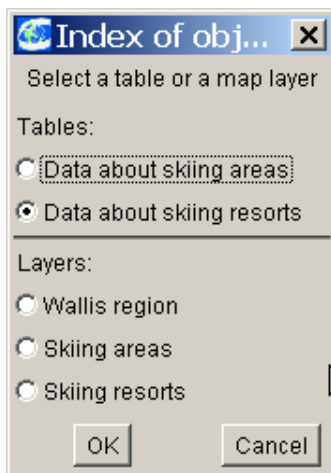 Index of obj...
Select a table or a map layer
Tables:
Data about skiing areas
Data about skiing resorts
Layers:
Wallis region
Skiing areas
Skiing resorts
OK Cancel